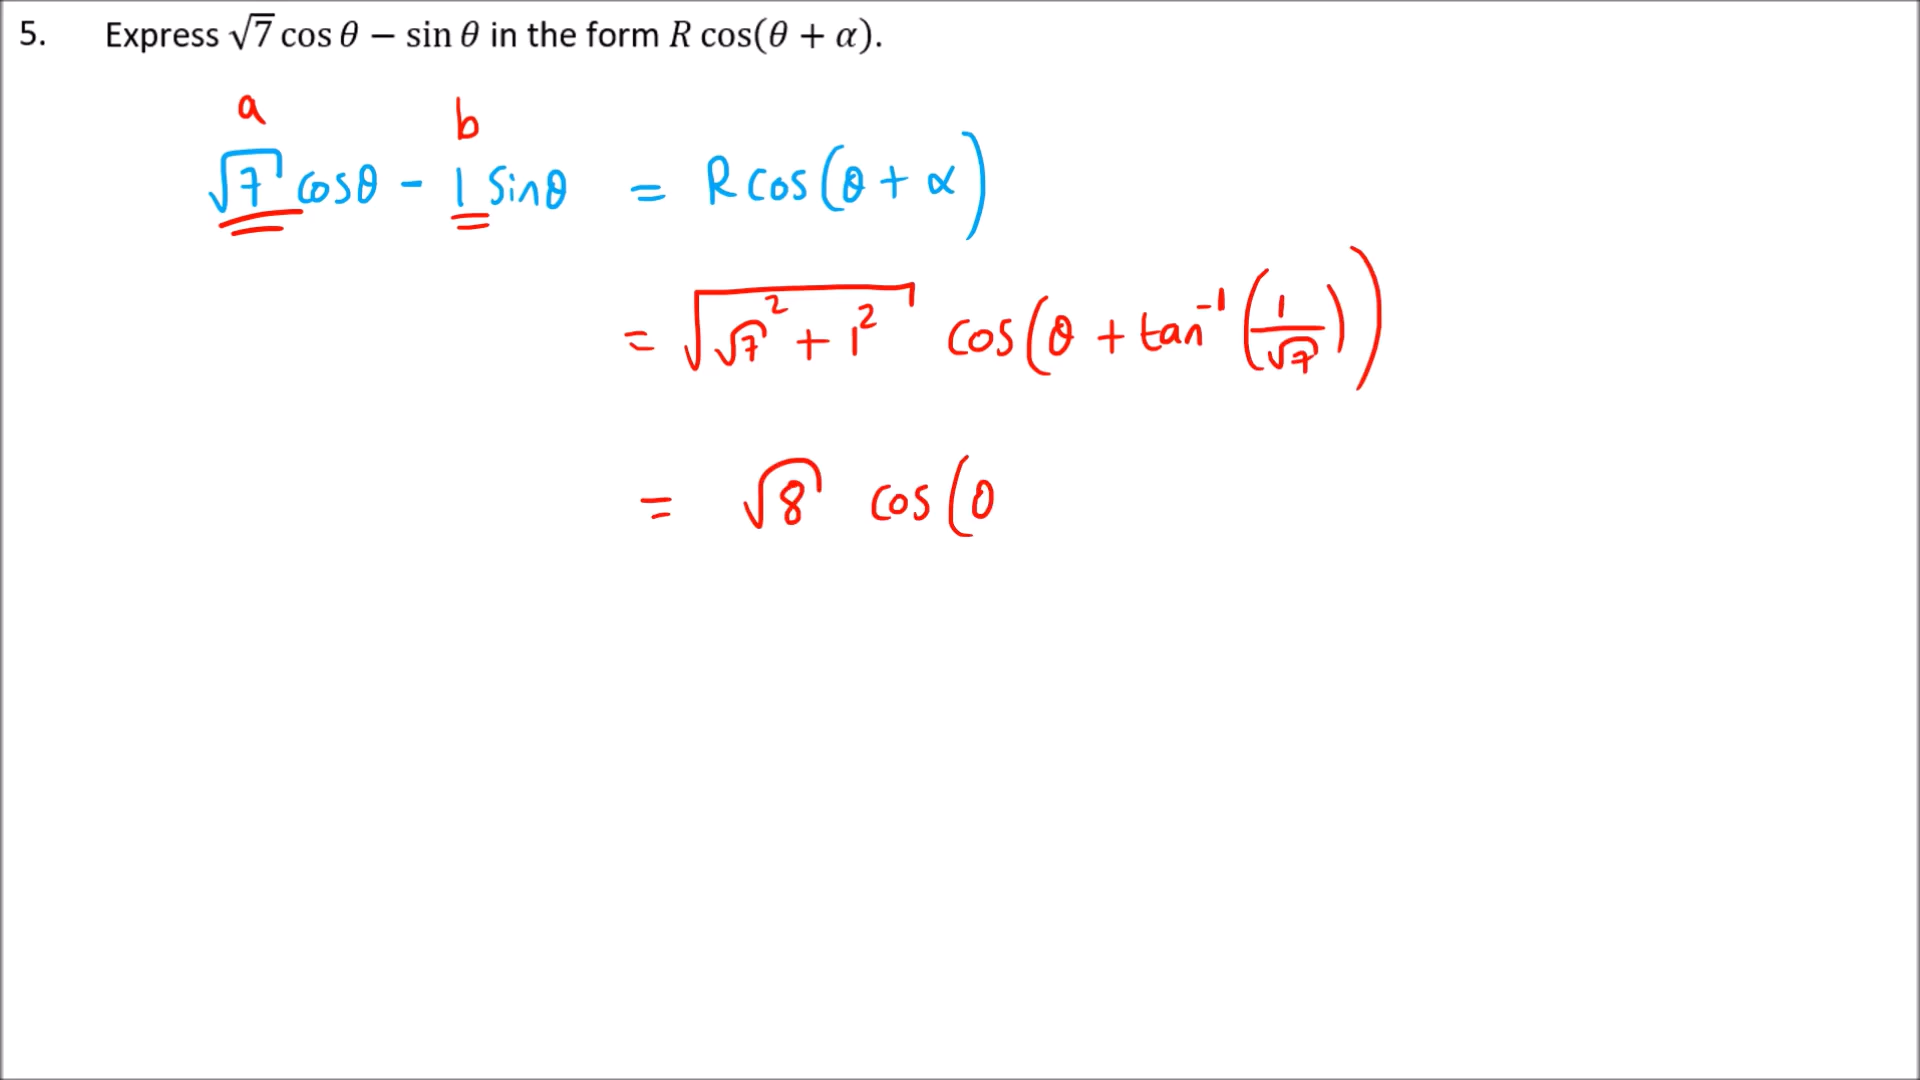 5. Express √7 cos θ − sin θ in the form R cos(θ + α).
a b
√7 cosθ - 1 sinθ = R cos(θ + α)
= √(√7² + 1²) cos(θ + tan⁻¹(1/√7))
= √8 cos(θ